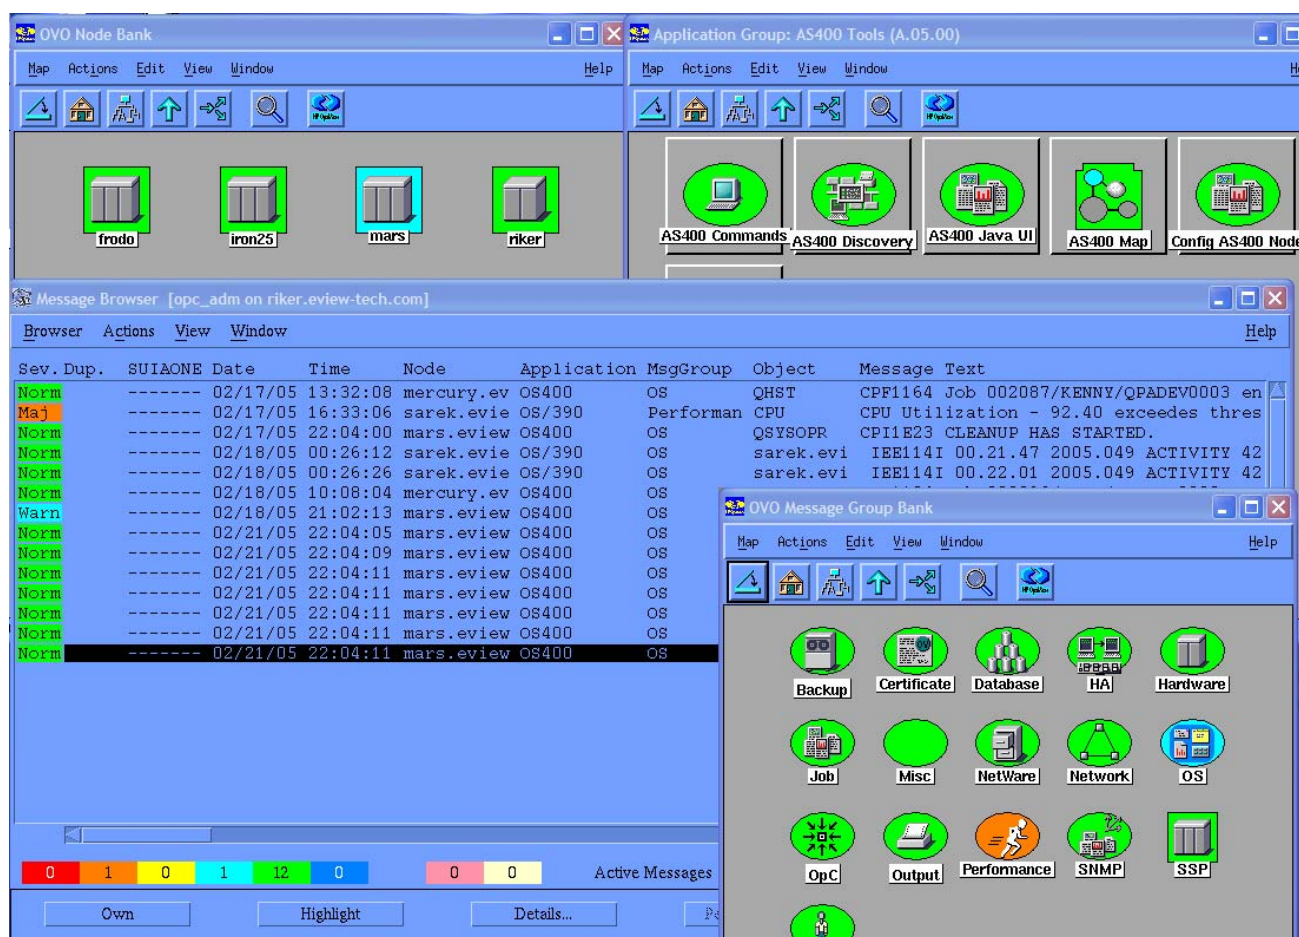 OVO Node Bank
Map Actions Edit View Window Help
frodo iron25 mars riker
Application Group: AS400 Tools (A.05.00)
Map Actions Edit View Window
AS400 Commands AS400 Discovery AS400 Java UI AS400 Map Config AS400 Node
Message Browser [opc_adm on riker.eview-tech.com]
Browser Actions View Window Help
Sev. Dup. SUIAONE Date Time Node Application MsgGroup Object Message Text
Norm ------- 02/17/05 13:32:08 mercury.ev OS400 OS QHST CPF1164 Job 002087/KENNY/QPADEV0003 en
Maj ------- 02/17/05 16:33:06 sarek.evie OS/390 Performan CPU CPU Utilization - 92.40 exceedes thres
Norm ------- 02/17/05 22:04:00 mars.eview OS400 OS QSYSOPR CPI1E23 CLEANUP HAS STARTED.
Norm ------- 02/18/05 00:26:12 sarek.evie OS/390 OS sarek.evi IEE114I 00.21.47 2005.049 ACTIVITY 42
Norm ------- 02/18/05 00:26:26 sarek.evie OS/390 OS sarek.evi IEE114I 00.22.01 2005.049 ACTIVITY 42
Norm ------- 02/18/05 10:08:04 mercury.ev OS400 OS
Warn ------- 02/18/05 21:02:13 mars.eview OS400 OS
Norm ------- 02/21/05 22:04:05 mars.eview OS400 OS
Norm ------- 02/21/05 22:04:09 mars.eview OS400 OS
Norm ------- 02/21/05 22:04:11 mars.eview OS400 OS
Norm ------- 02/21/05 22:04:11 mars.eview OS400 OS
Norm ------- 02/21/05 22:04:11 mars.eview OS400 OS
Norm ------- 02/21/05 22:04:11 mars.eview OS400 OS
Norm ------- 02/21/05 22:04:11 mars.eview OS400 OS
0 1 0 1 12 0 0 0 Active Messages
Own Highlight Details...
OVO Message Group Bank
Map Actions Edit View Window Help
Backup Certificate Database HA Hardware
Job Misc NetWare Network OS
OpC Output Performance SNMP SSP